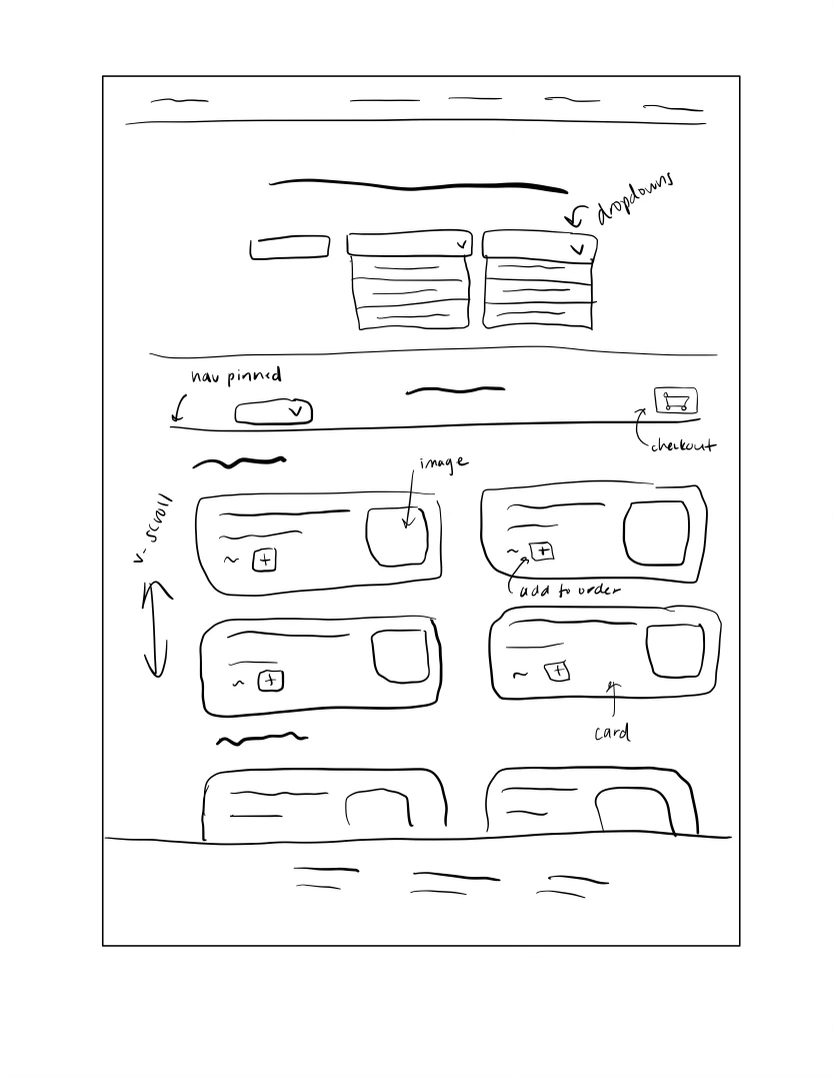 dropdowns
nav pinned
checkout
image
v-scroll
add to order
card